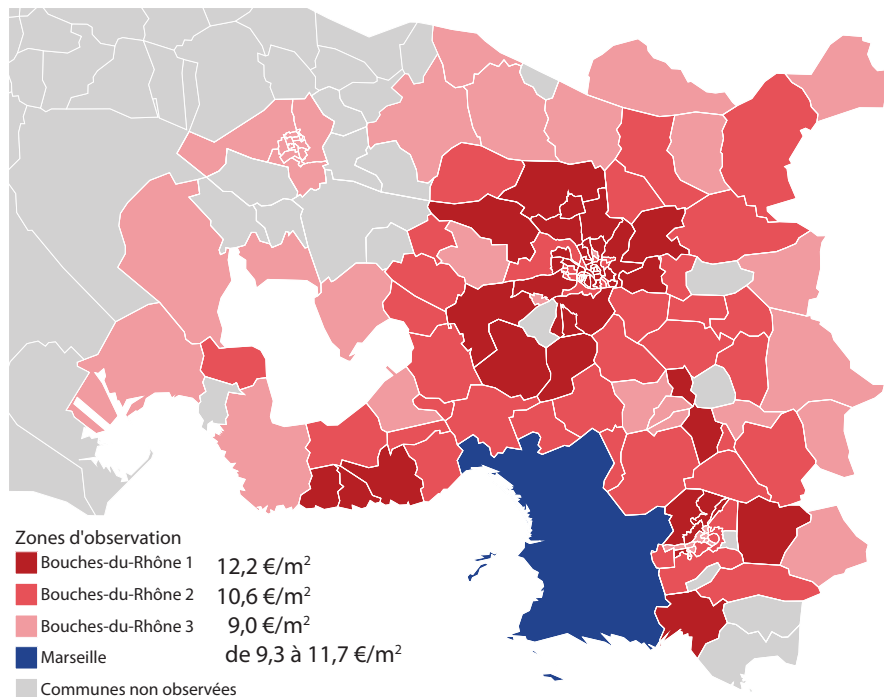 Zones d'observation
Bouches-du-Rhône 1 12,2 €/m²
Bouches-du-Rhône 2 10,6 €/m²
Bouches-du-Rhône 3 9,0 €/m²
Marseille de 9,3 à 11,7 €/m²
Communes non observées